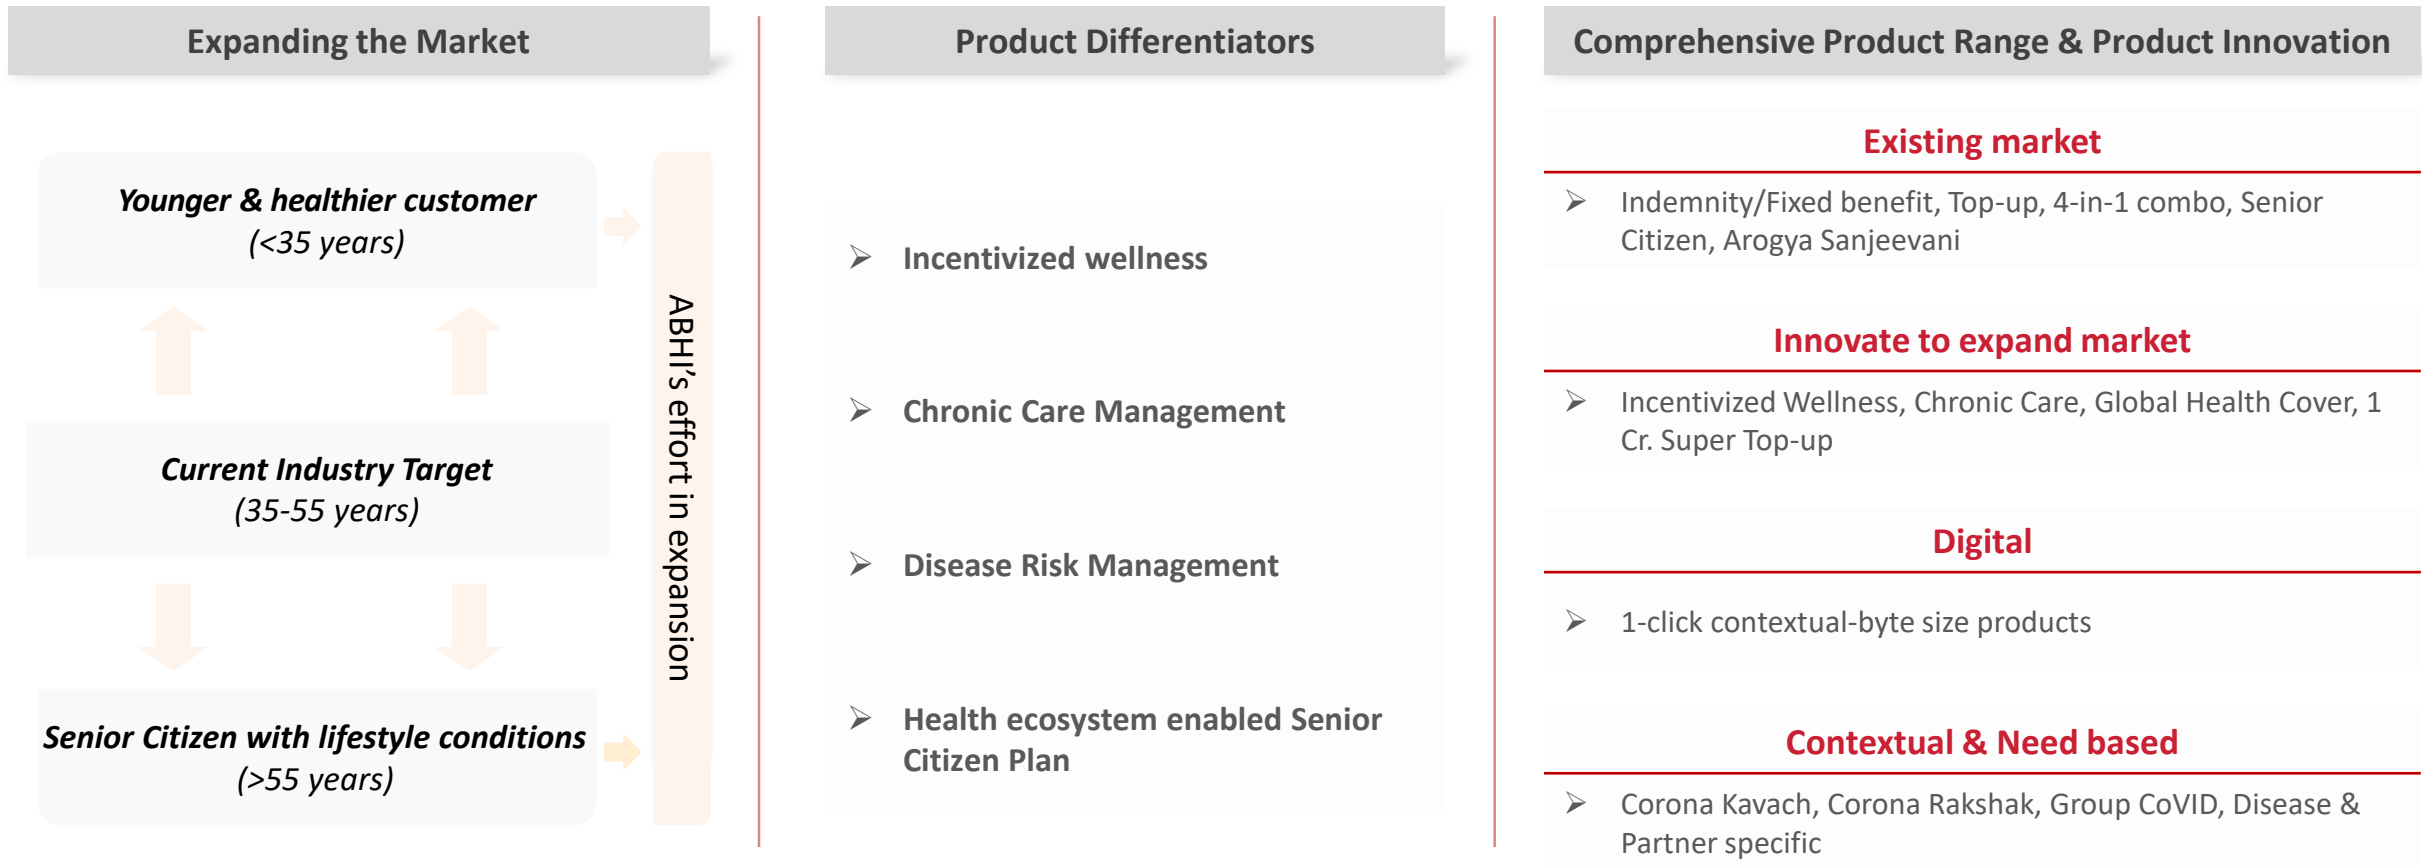 Expanding the Market
Younger & healthier customer
(<35 years)
Current Industry Target
(35-55 years)
Senior Citizen with lifestyle conditions
(>55 years)
ABHI's effort in expansion
Product Differentiators
➢ Incentivized wellness
➢ Chronic Care Management
➢ Disease Risk Management
➢ Health ecosystem enabled Senior
Citizen Plan
Comprehensive Product Range & Product Innovation
Existing market
➢ Indemnity/Fixed benefit, Top-up, 4-in-1 combo, Senior
Citizen, Arogya Sanjeevani
Innovate to expand market
➢ Incentivized Wellness, Chronic Care, Global Health Cover, 1
Cr. Super Top-up
Digital
➢ 1-click contextual-byte size products
Contextual & Need based
➢ Corona Kavach, Corona Rakshak, Group CoVID, Disease &
Partner specific